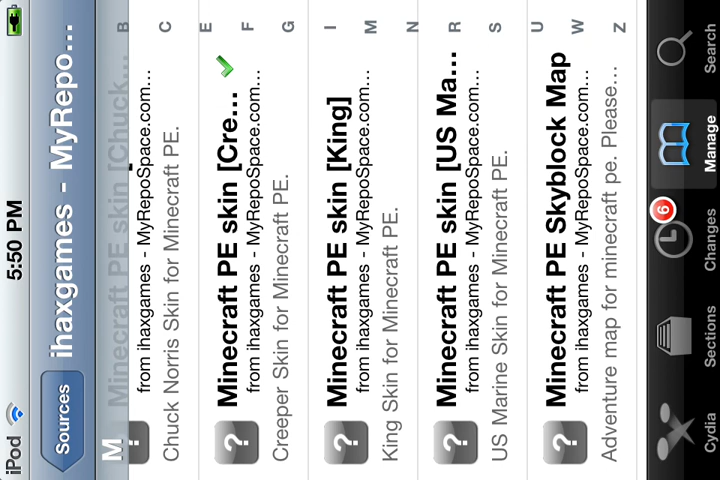 iPod
5:50 PM
Sources
ihaxgames - MyRepo...
M
Minecraft PE skin [Chuck...
from ihaxgames - MyRepoSpace.com...
Chuck Norris Skin for Minecraft PE.
Minecraft PE skin [Cre...
from ihaxgames - MyRepoSpace.com...
Creeper Skin for Minecraft PE.
Minecraft PE skin [King]
from ihaxgames - MyRepoSpace.com...
King Skin for Minecraft PE.
Minecraft PE skin [US Ma...
from ihaxgames - MyRepoSpace.com...
US Marine Skin for Minecraft PE.
Minecraft PE Skyblock Map
from ihaxgames - MyRepoSpace.com...
Adventure map for minecraft pe. Please...
B
C
E
F
G
I
M
N
R
S
U
W
Z
Cydia
Sections
Changes
6
Manage
Search